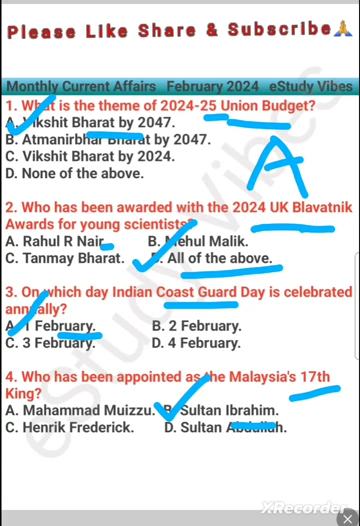 Please Like Share & Subscribe🙏
Monthly Current Affairs February 2024 eStudy Vibes
1. What is the theme of 2024-25 Union Budget?
A. Vikshit Bharat by 2047.
B. Atmanirbhar Bharat by 2047.
C. Vikshit Bharat by 2024.
D. None of the above.
A
2. Who has been awarded with the 2024 UK Blavatnik
Awards for young scientists?
A. Rahul R Nair. B. Mehul Malik.
C. Tanmay Bharat. D. All of the above.
3. On which day Indian Coast Guard Day is celebrated
annually?
A. 1 February. B. 2 February.
C. 3 February. D. 4 February.
4. Who has been appointed as the Malaysia's 17th
King?
A. Mahammad Muizzu. B. Sultan Ibrahim.
C. Henrik Frederick. D. Sultan Abdullah.
eStudy Vibes
XRecorder